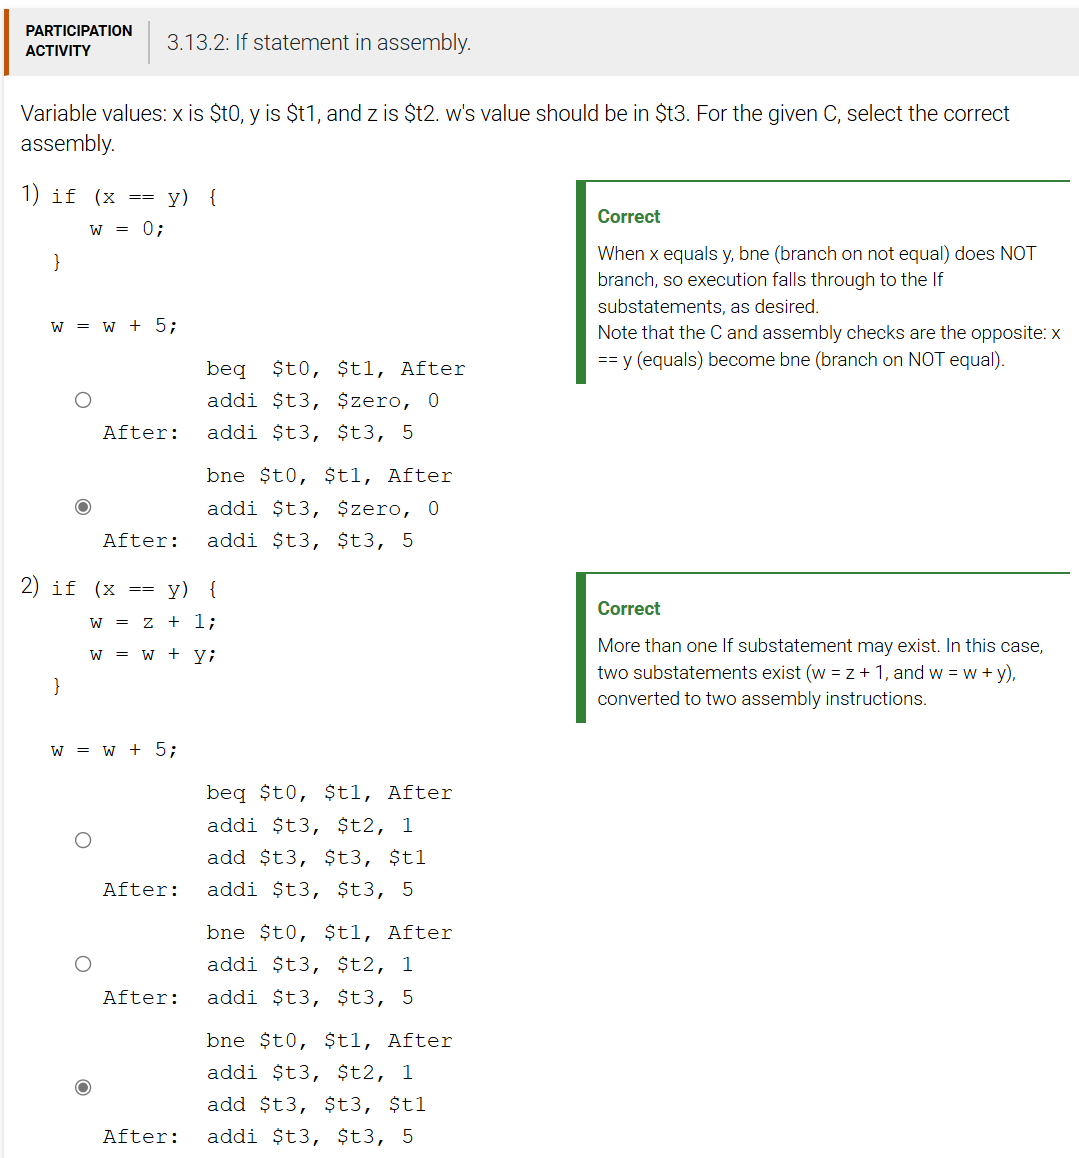 PARTICIPATION
ACTIVITY
3.13.2: If statement in assembly.
Variable values: x is $t0, y is $t1, and z is $t2. w's value should be in $t3. For the given C, select the correct
assembly.
1) if (x == y) {
w = 0;
}
w = w + 5;
beq $t0, $t1, After
addi $t3, $zero, 0
After: addi $t3, $t3, 5
bne $t0, $t1, After
addi $t3, $zero, 0
After: addi $t3, $t3, 5
Correct
When x equals y, bne (branch on not equal) does NOT
branch, so execution falls through to the If
substatements, as desired.
Note that the C and assembly checks are the opposite: x
== y (equals) become bne (branch on NOT equal).
2) if (x == y) {
w = z + 1;
w = w + y;
}
w = w + 5;
beq $t0, $t1, After
addi $t3, $t2, 1
add $t3, $t3, $t1
After: addi $t3, $t3, 5
bne $t0, $t1, After
addi $t3, $t2, 1
After: addi $t3, $t3, 5
bne $t0, $t1, After
addi $t3, $t2, 1
add $t3, $t3, $t1
After: addi $t3, $t3, 5
Correct
More than one If substatement may exist. In this case,
two substatements exist (w = z + 1, and w = w + y),
converted to two assembly instructions.